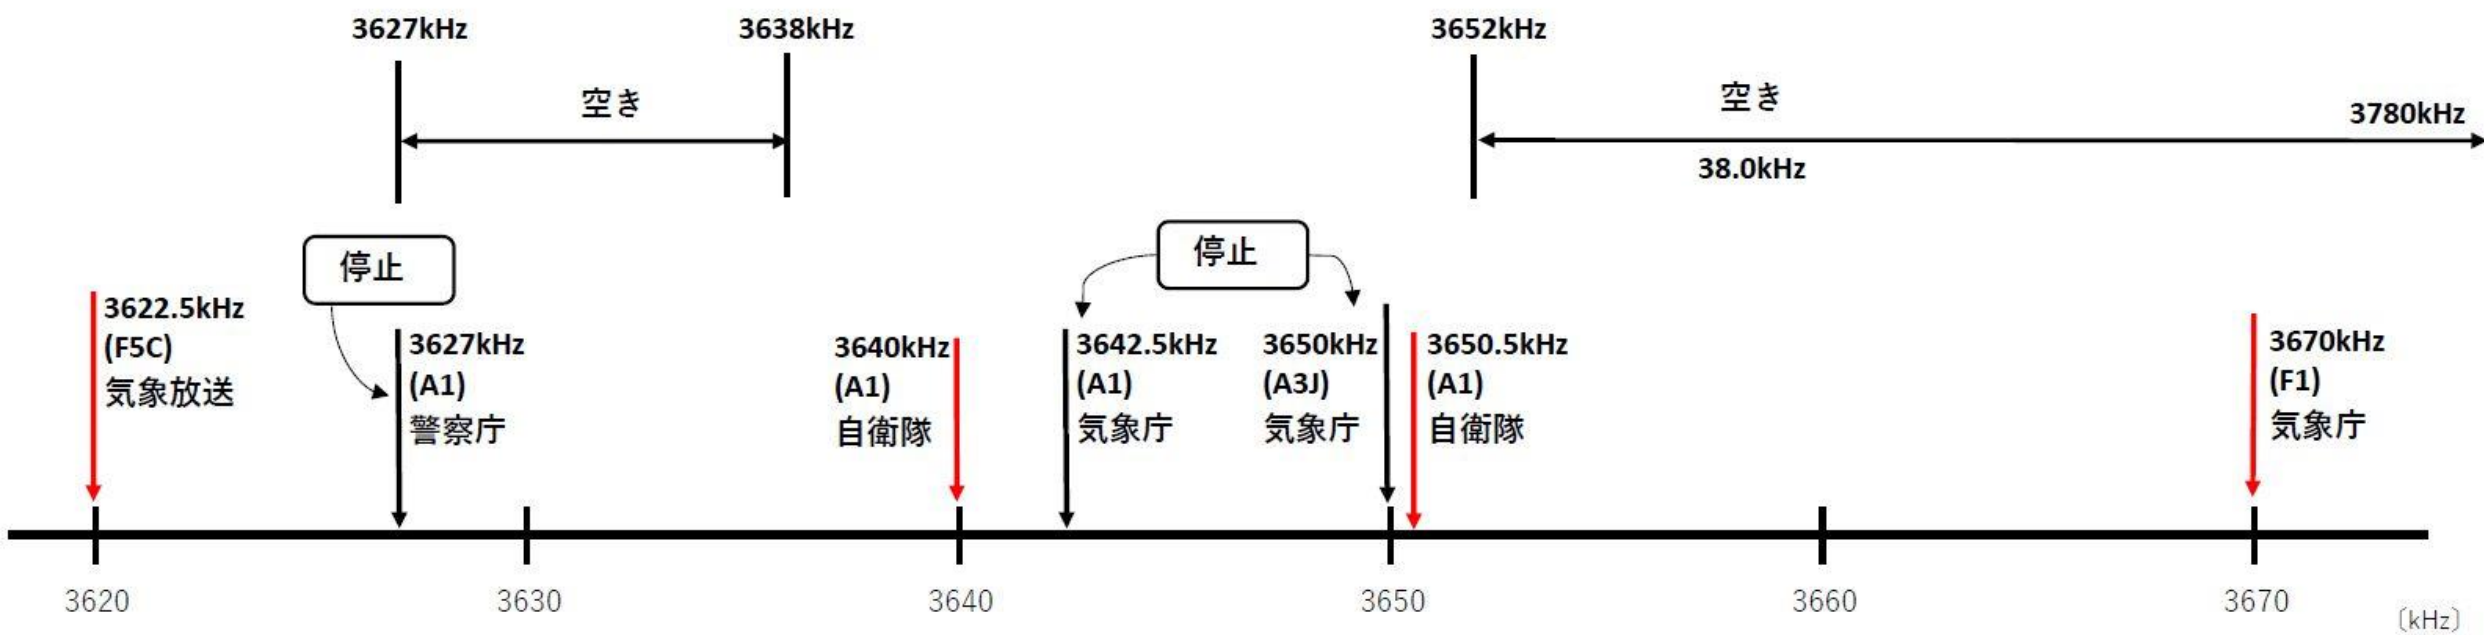 3627kHz
3638kHz
3652kHz
空き
空き
3780kHz
38.0kHz
停止
停止
3622.5kHz
(F5C)
気象放送
3627kHz
(A1)
警察庁
3640kHz
(A1)
自衛隊
3642.5kHz
(A1)
気象庁
3650kHz
(A3J)
気象庁
3650.5kHz
(A1)
自衛隊
3670kHz
(F1)
気象庁
3620
3630
3640
3650
3660
3670
〔kHz〕